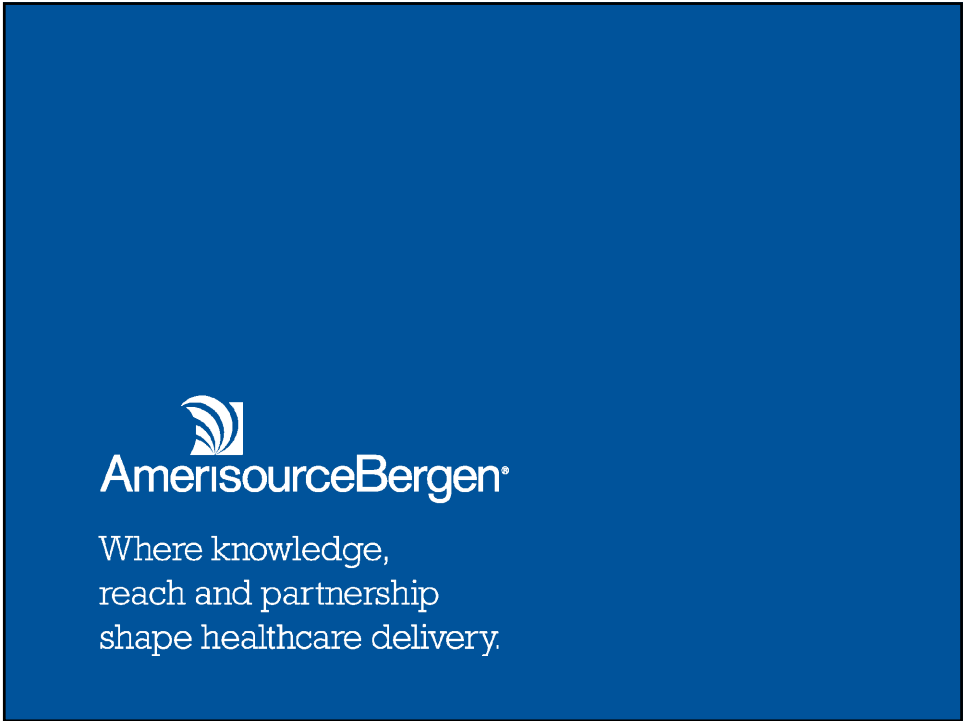 AmerisourceBergen®
Where knowledge,
reach and partnership
shape healthcare delivery.